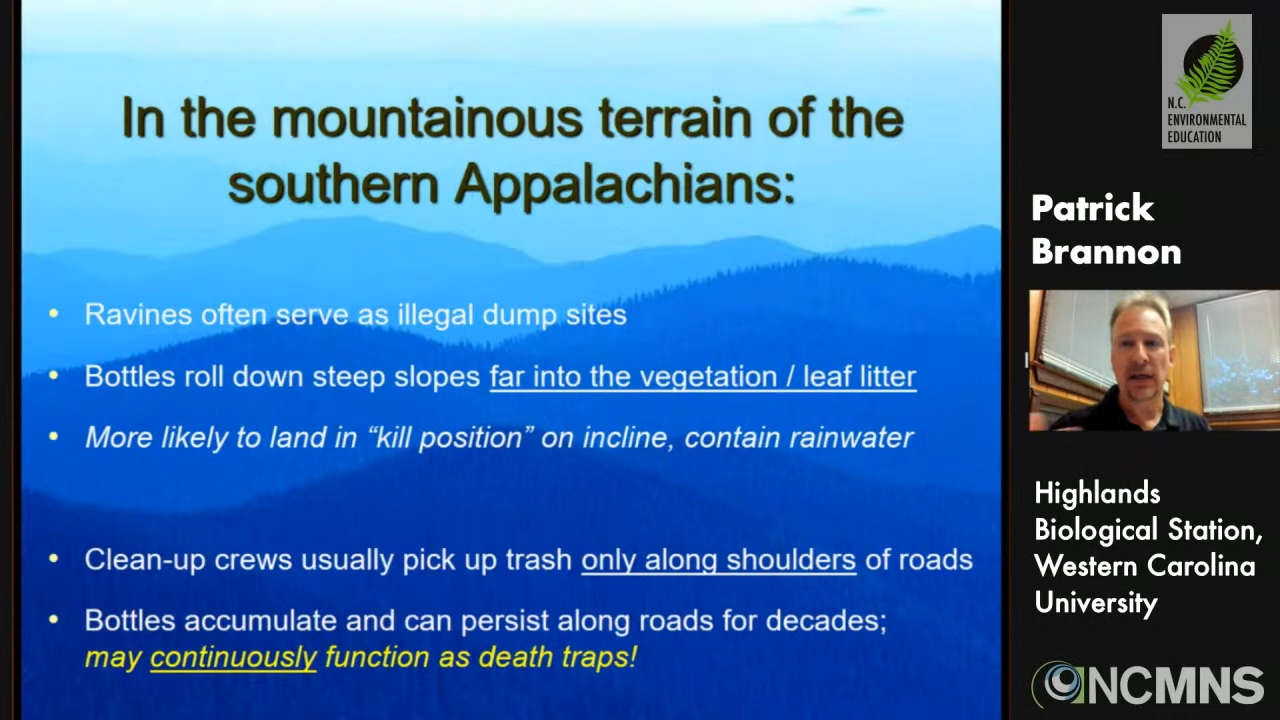 In the mountainous terrain of the
southern Appalachians:
• Ravines often serve as illegal dump sites
• Bottles roll down steep slopes far into the vegetation / leaf litter
• More likely to land in “kill position” on incline, contain rainwater
• Clean-up crews usually pick up trash only along shoulders of roads
• Bottles accumulate and can persist along roads for decades;
may continuously function as death traps!
N.C.
ENVIRONMENTAL
EDUCATION
Patrick
Brannon
Highlands
Biological Station,
Western Carolina
University
NCMNS